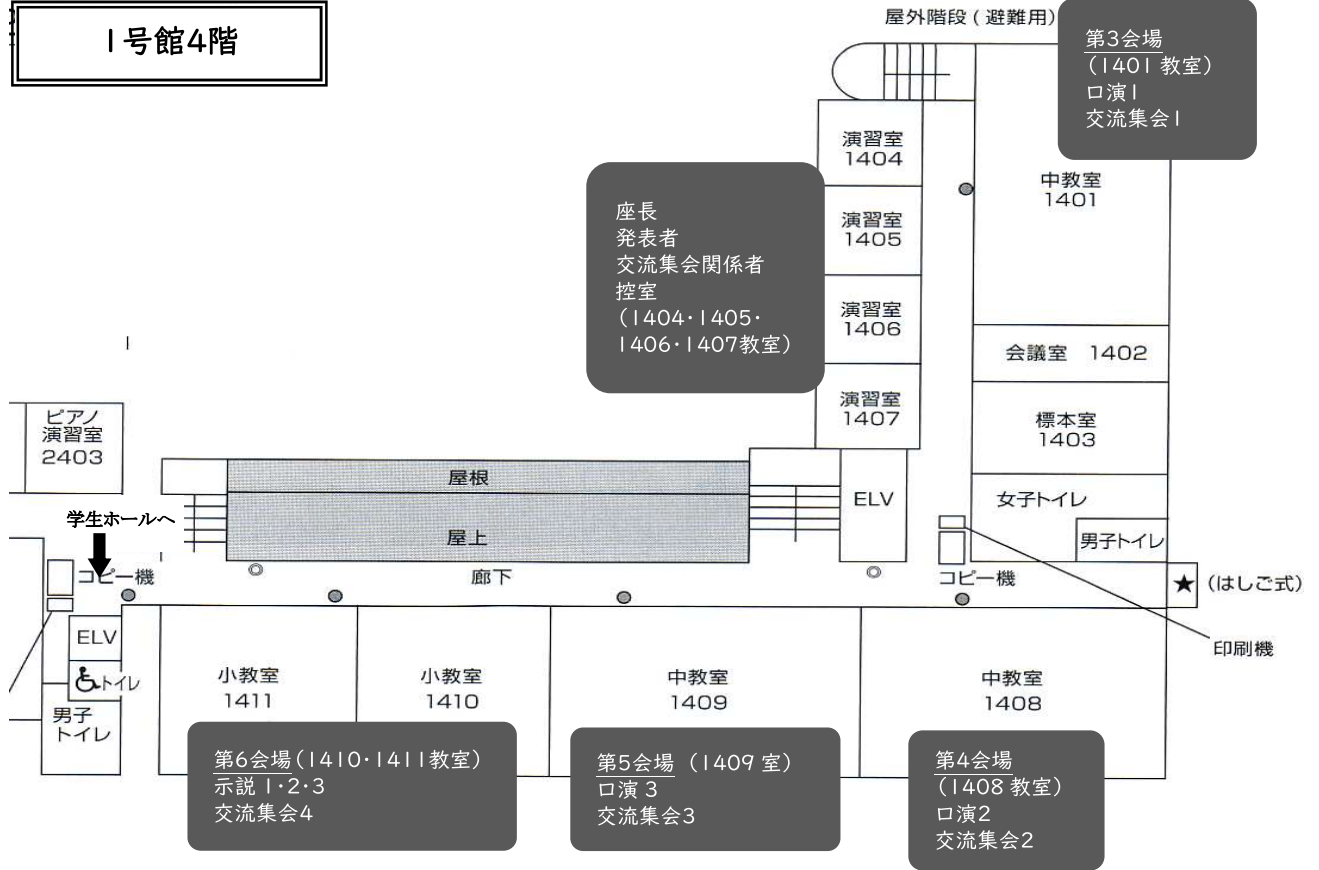 1号館4階
屋外階段 ( 避難用)
第3会場
(1401 教室)
口演1
交流集会1
演習室
1404
中教室
1401
座長
発表者
交流集会関係者
控室
(1404・1405・
1406・1407教室)
演習室
1405
演習室
1406
会議室 1402
演習室
1407
標本室
1403
ピアノ
演習室
2403
屋根
ELV
女子トイレ
学生ホールへ
屋上
男子トイレ
コピー機
廊下
コピー機
★ (はしご式)
ELV
印刷機
トイレ
小教室
1411
小教室
1410
中教室
1409
中教室
1408
男子
トイレ
第6会場(1410・1411教室)
示説 1・2・3
交流集会4
第5会場 (1409 室)
口演 3
交流集会3
第4会場
(1408 教室)
口演2
交流集会2